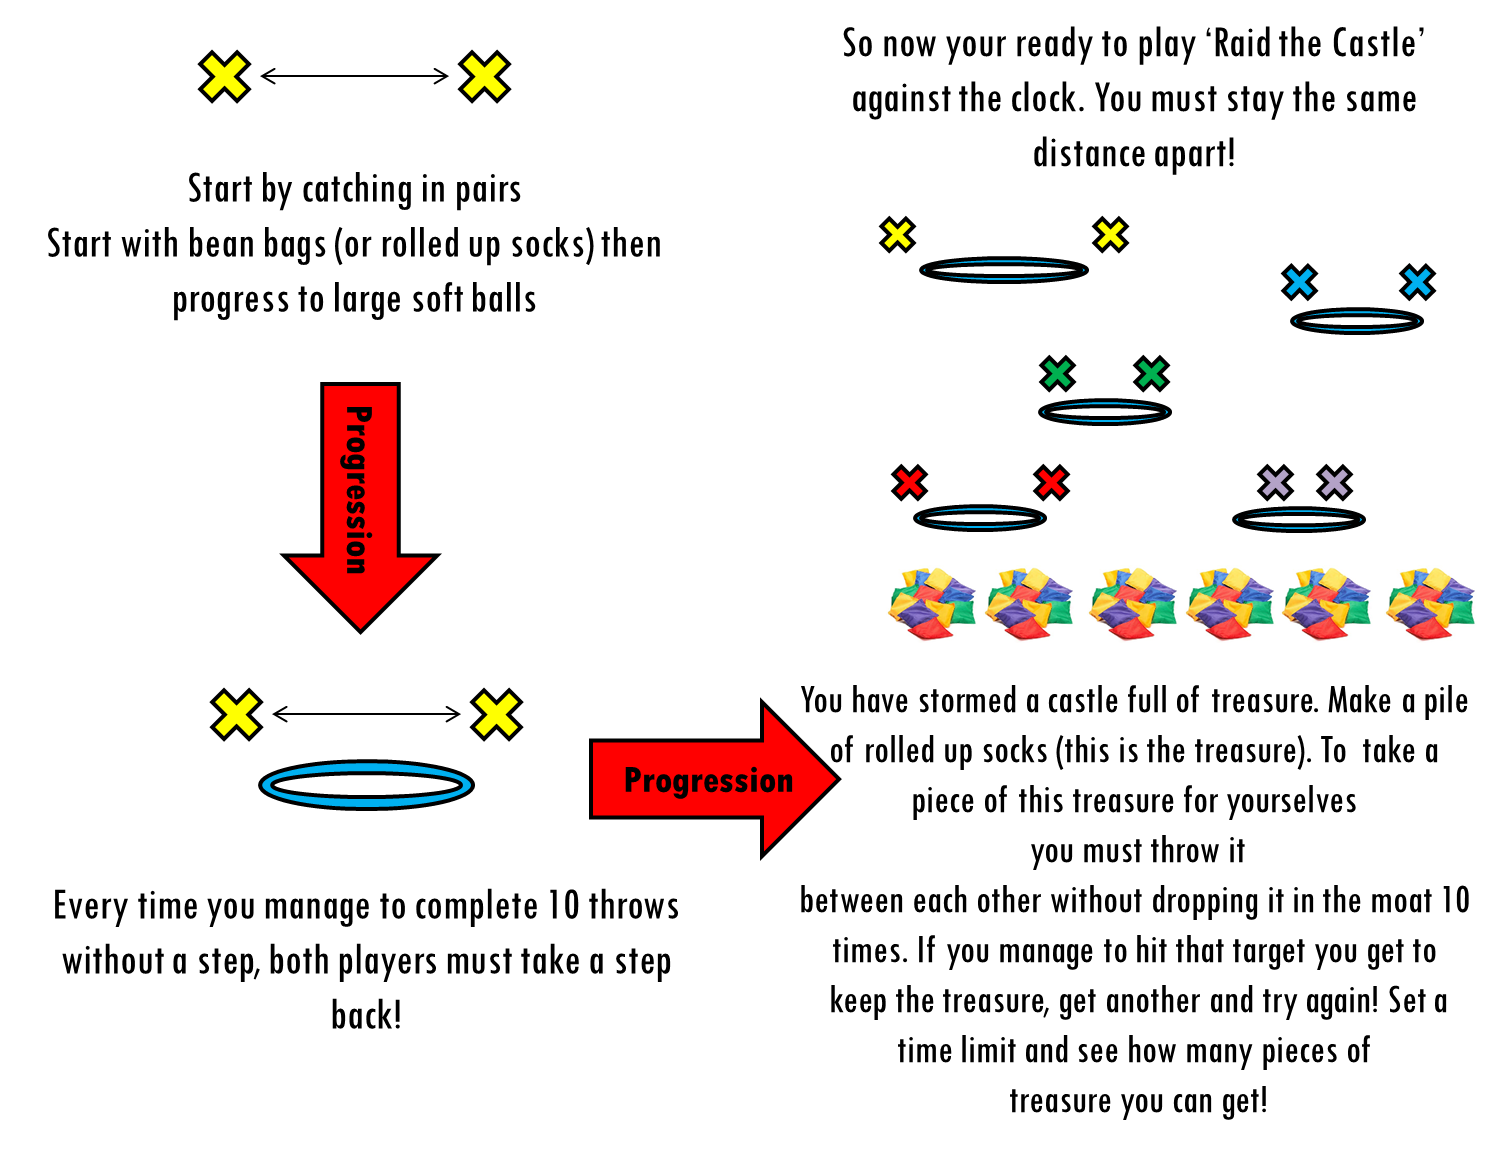 Start by catching in pairs
Start with bean bags (or rolled up socks) then
progress to large soft balls
Progression
Every time you manage to complete 10 throws
without a step, both players must take a step
back!
Progression
So now your ready to play ‘Raid the Castle’
against the clock. You must stay the same
distance apart!
You have stormed a castle full of treasure. Make a pile
of rolled up socks (this is the treasure). To take a
piece of this treasure for yourselves
you must throw it
between each other without dropping it in the moat 10
times. If you manage to hit that target you get to
keep the treasure, get another and try again! Set a
time limit and see how many pieces of
treasure you can get!